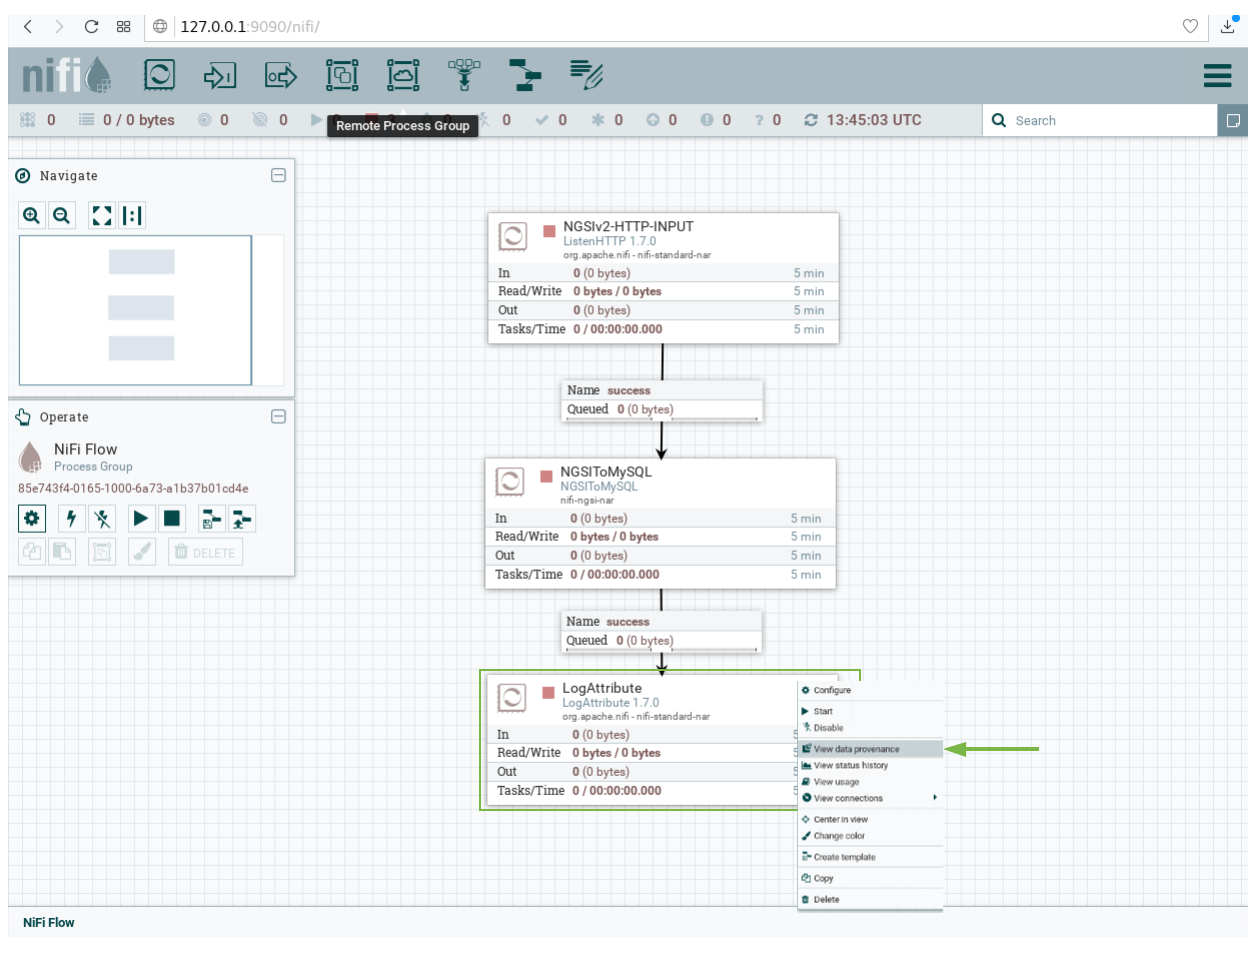 127.0.0.1:9090/nifi/
nifi
0 0 / 0 bytes 0 0 0 0 0 0 0 ? 0 13:45:03 UTC Search
Remote Process Group
Navigate
NGSIv2-HTTP-INPUT
ListenHTTP 1.7.0
org.apache.nifi - nifi-standard-nar
In 0 (0 bytes) 5 min
Read/Write 0 bytes / 0 bytes 5 min
Out 0 (0 bytes) 5 min
Tasks/Time 0 / 00:00:00.000 5 min
Name success
Queued 0 (0 bytes)
Operate
NiFi Flow
Process Group
85e743f4-0165-1000-6a73-a1b37b01cd4e
DELETE
NGSIToMySQL
NGSIToMySQL
nifi-ngsi-nar
In 0 (0 bytes) 5 min
Read/Write 0 bytes / 0 bytes 5 min
Out 0 (0 bytes) 5 min
Tasks/Time 0 / 00:00:00.000 5 min
Name success
Queued 0 (0 bytes)
LogAttribute
LogAttribute 1.7.0
org.apache.nifi - nifi-standard-nar
In 0 (0 bytes) 5
Read/Write 0 bytes / 0 bytes 5
Out 0 (0 bytes) 5
Tasks/Time 0 / 00:00:00.000 5
Configure
Start
Disable
View data provenance
View status history
View usage
View connections
Center in view
Change color
Create template
Copy
Delete
NiFi Flow